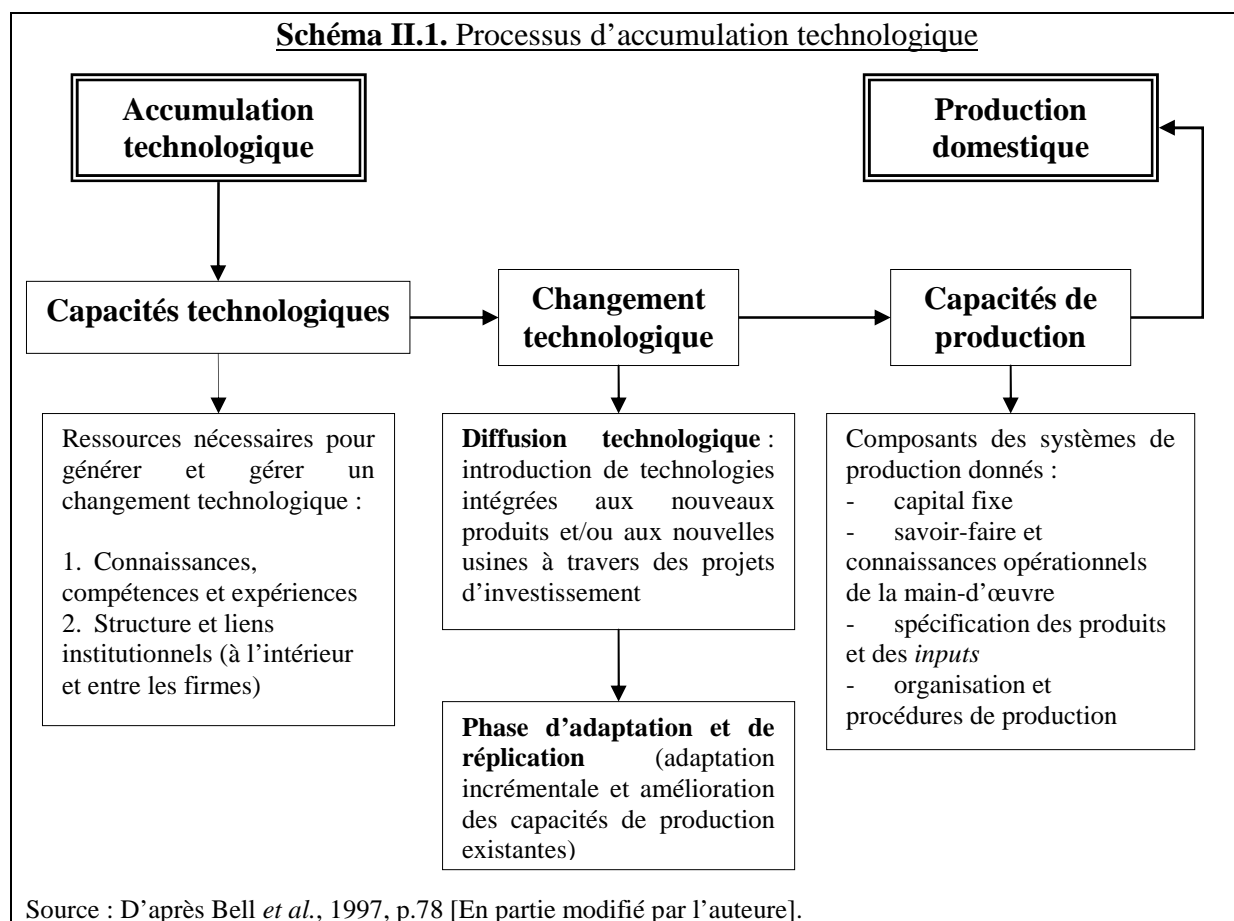 Schéma II.1. Processus d’accumulation technologique
Accumulation
technologique
Production
domestique
Capacités technologiques
Changement
technologique
Capacités de
production
Ressources nécessaires pour
générer et gérer un
changement technologique :
1. Connaissances,
compétences et expériences
2. Structure et liens
institutionnels (à l’intérieur
et entre les firmes)
Diffusion technologique :
introduction de technologies
intégrées aux nouveaux
produits et/ou aux nouvelles
usines à travers des projets
d’investissement
Phase d’adaptation et de
réplication (adaptation
incrémentale et amélioration
des capacités de production
existantes)
Composants des systèmes de
production donnés :
- capital fixe
- savoir-faire et
connaissances opérationnels
de la main-d’œuvre
- spécification des produits
et des inputs
- organisation et
procédures de production
Source : D’après Bell et al., 1997, p.78 [En partie modifié par l’auteure].